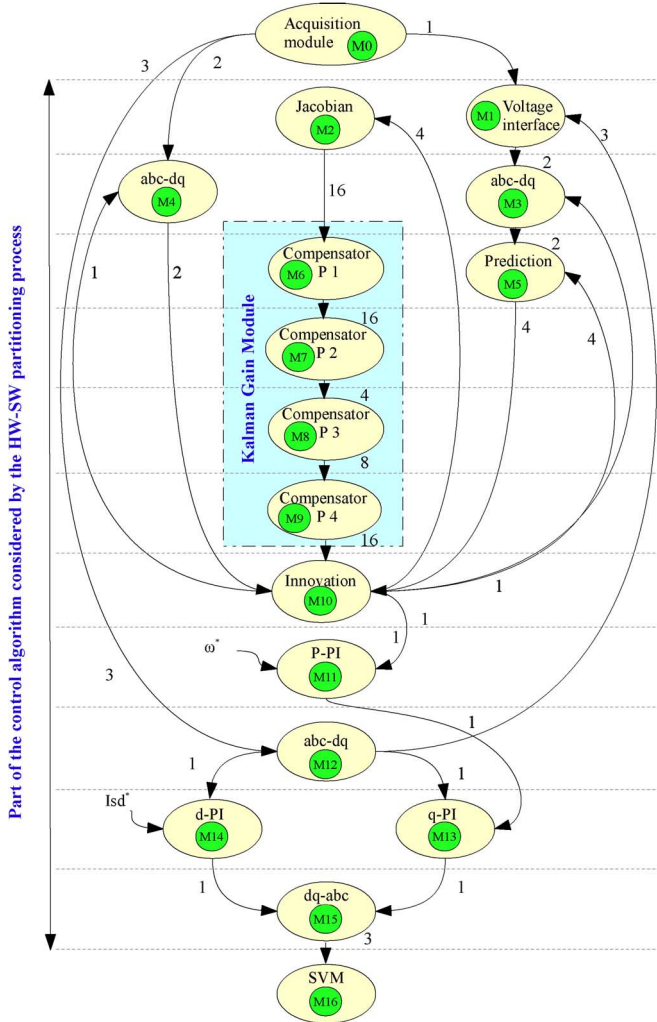 Acquisition
module
M0
1
3
2
Jacobian
M2
4
M1
Voltage
interface
3
2
abc-dq
M4
16
abc-dq
M3
2
1
2
Compensator
P 1
M6
Prediction
M5
16
4
4
Compensator
P 2
M7
4
Compensator
P 3
M8
8
Compensator
P 4
M9
16
Kalman Gain Module
Innovation
M10
1
1
1
ω*
P-PI
M11
3
1
abc-dq
M12
1
1
Isd*
d-PI
M14
q-PI
M13
1
1
dq-abc
M15
3
SVM
M16
Part of the control algorithm considered by the HW-SW partitioning process